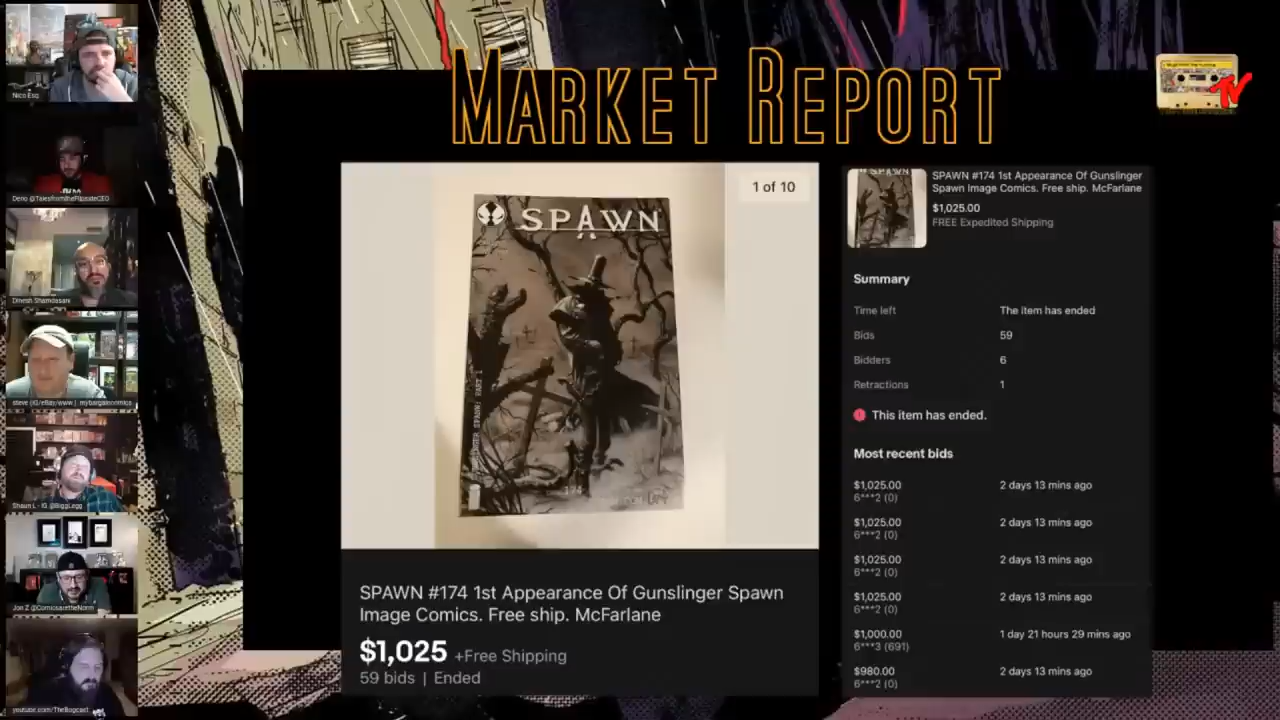 Nico Esq
Deno @TalesfromtheFlipsideCEO
Dinesh Shamdasani
steve (IG/eBay/www.) mybargaincomics
Shaun L - IG @BiggLegg
Jon Z @ComicsaretheNorm
youtube.com/TheBogcast
MARKET REPORT
TV
1 of 10
SPAWN
174
SPAWN #174 1st Appearance Of Gunslinger Spawn
Image Comics. Free ship. McFarlane
$1,025 +Free Shipping
59 bids | Ended
SPAWN
SPAWN #174 1st Appearance Of Gunslinger
Spawn Image Comics. Free ship. McFarlane
$1,025.00
FREE Expedited Shipping
Summary
Time left The item has ended
Bids 59
Bidders 6
Retractions 1
This item has ended.
Most recent bids
$1,025.00 2 days 13 mins ago
6***2 (0)
$1,025.00 2 days 13 mins ago
6***2 (0)
$1,025.00 2 days 13 mins ago
6***2 (0)
$1,025.00 2 days 13 mins ago
6***2 (0)
$1,000.00 1 day 21 hours 29 mins ago
6***3 (691)
$980.00 2 days 13 mins ago
6***2 (0)